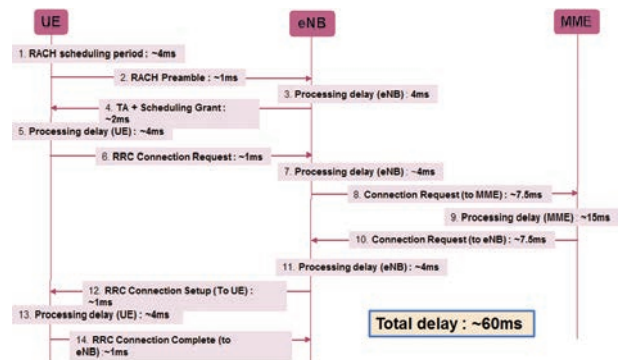 UE
eNB
MME
1. RACH scheduling period : ~4ms
2. RACH Preamble : ~1ms
3. Processing delay (eNB) : 4ms
4. TA + Scheduling Grant :
~2ms
5. Processing delay (UE) : ~4ms
6. RRC Connection Request : ~1ms
7. Processing delay (eNB) : ~4ms
8. Connection Request (to MME) : ~7.5ms
9. Processing delay (MME) : ~15ms
10. Connection Request (to eNB) : ~7.5ms
11. Processing delay (eNB) : ~4ms
12. RRC Connection Setup (To UE) :
~1ms
13. Processing delay (UE) : ~4ms
14. RRC Connection Complete (to
eNB) :~1ms
Total delay : ~60ms